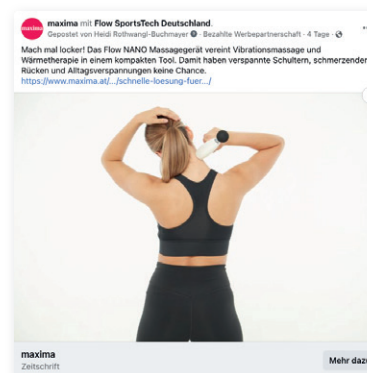 maxima mit Flow SportsTech Deutschland.
Gepostet von Heidi Rothwangl-Buchmayer · Bezahlte Werbepartnerschaft · 4 Tage ·
Mach mal locker! Das Flow NANO Massagegerät vereint Vibrationsmassage und
Wärmetherapie in einem kompakten Tool. Damit haben verspannte Schultern, schmerzender
Rücken und Alltagsverspannungen keine Chance.
https://www.maxima.at/.../schnelle-loesung-fuer.../
maxima
Zeitschrift
Mehr dazu